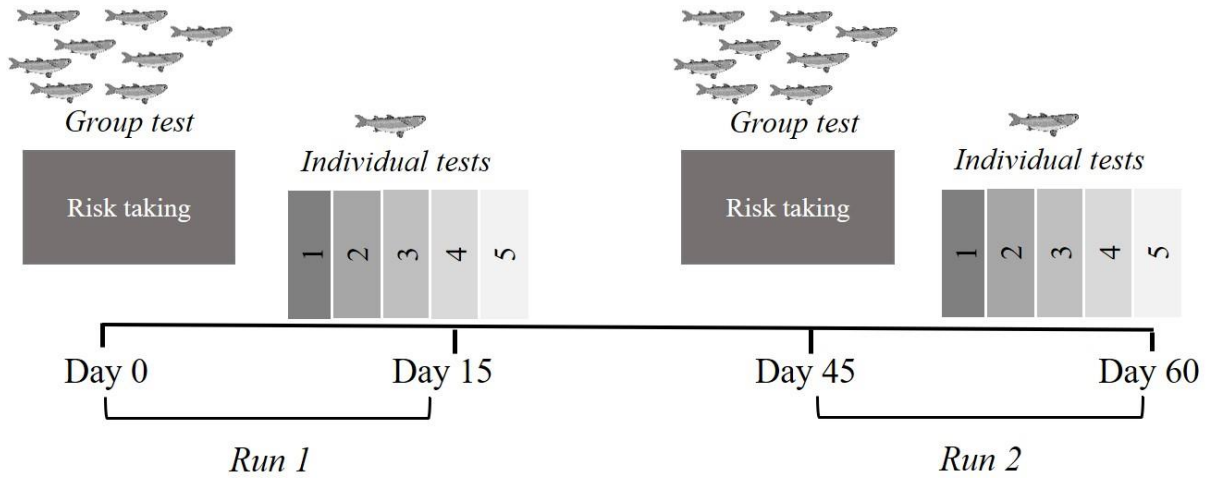 Group test
Risk taking
Individual tests
1
2
3
4
5
Group test
Risk taking
Individual tests
1
2
3
4
5
Day 0
Day 15
Day 45
Day 60
Run 1
Run 2